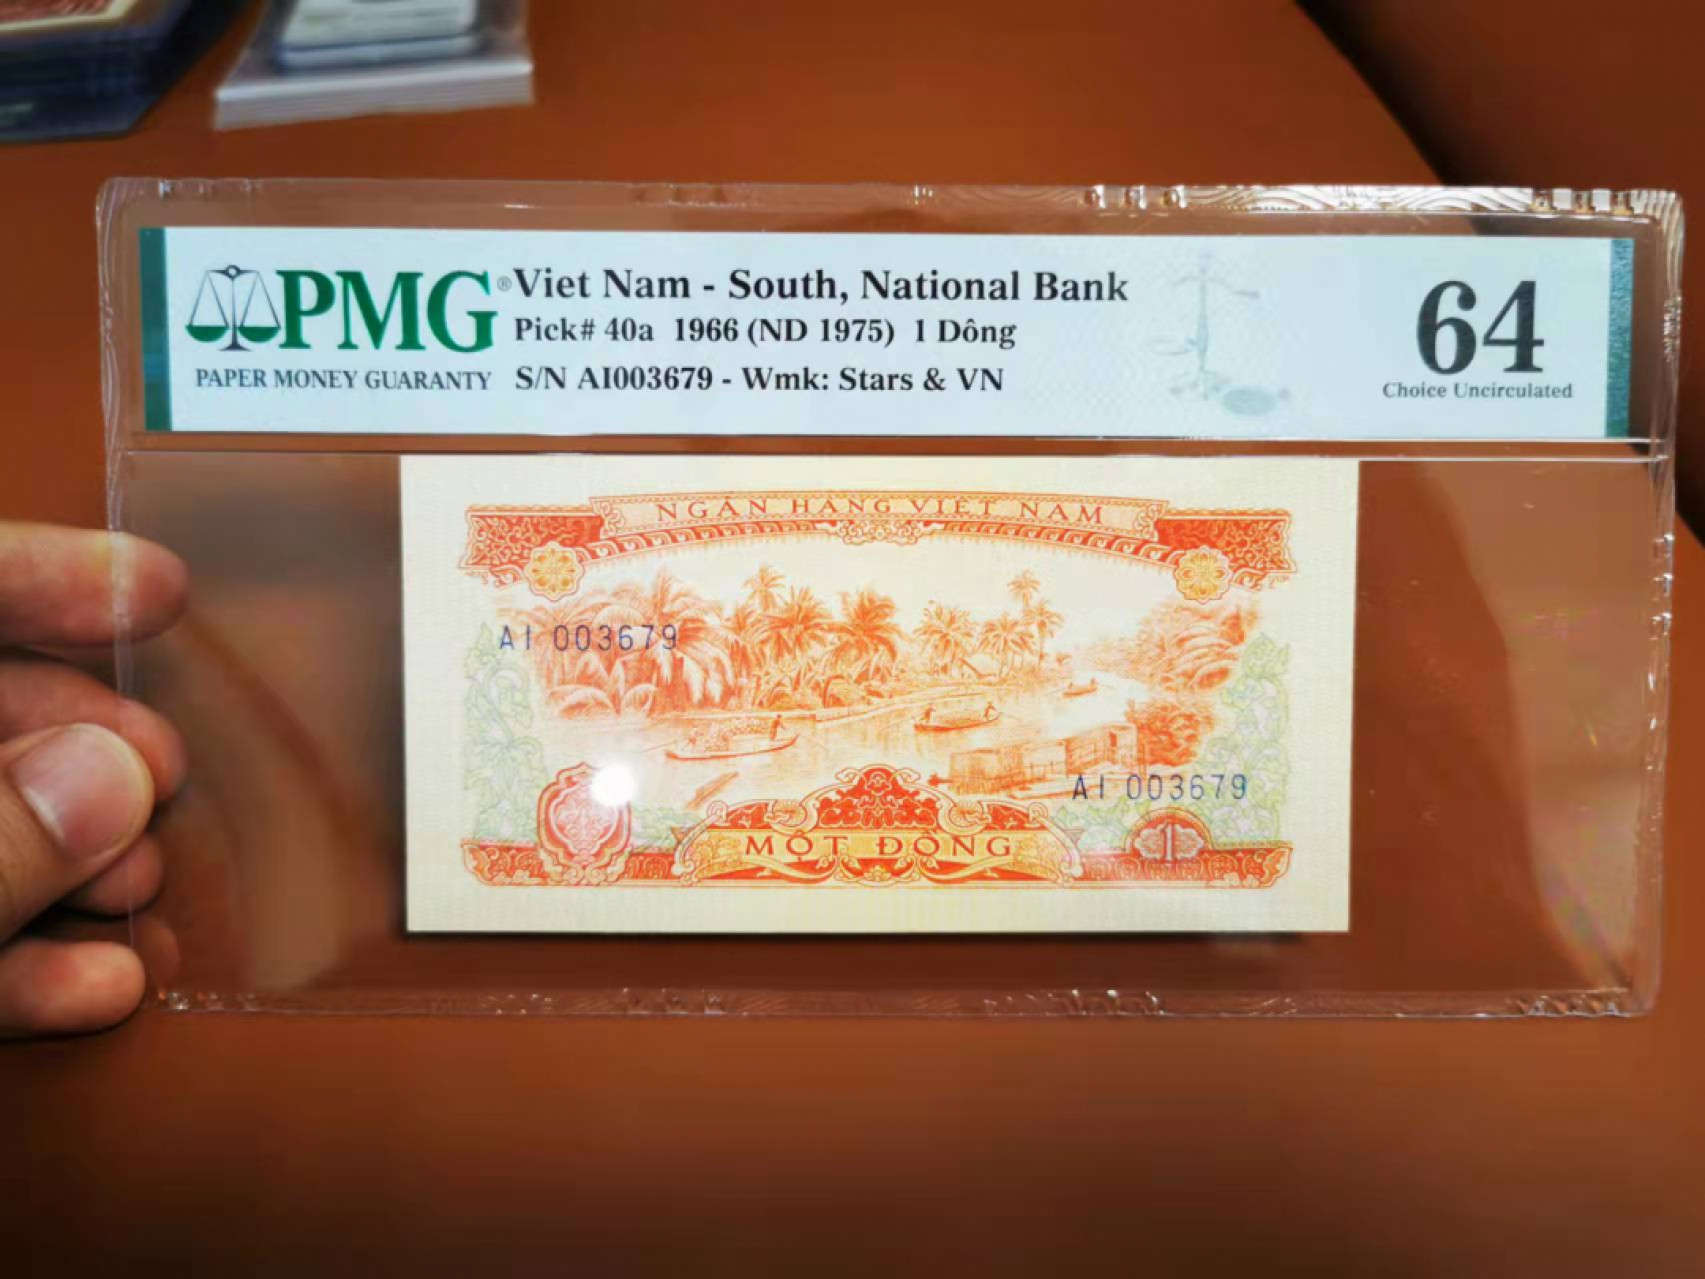 PMG®
PAPER MONEY GUARANTY
Viet Nam - South, National Bank
Pick# 40a 1966 (ND 1975) 1 Dông
S/N AI003679 - Wmk: Stars & VN
64
Choice Uncirculated
NGÂN HÀNG VIỆT NAM
AI 003679
AI 003679
MỘT ĐỒNG
1